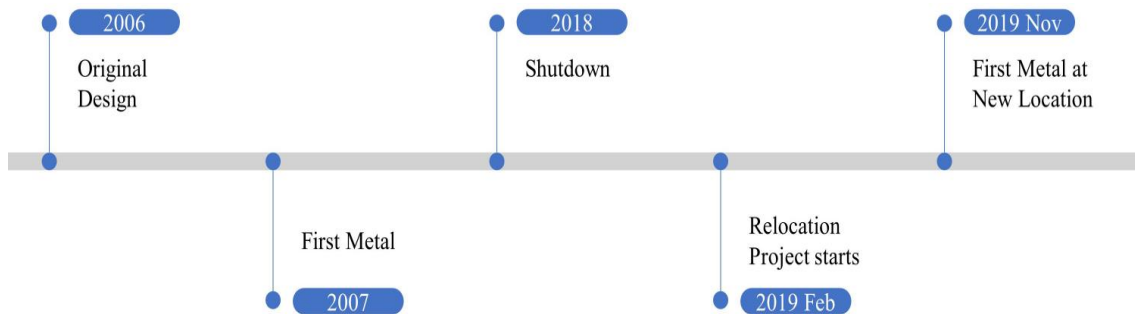 2006
Original
Design
First Metal
2007
2018
Shutdown
Relocation
Project starts
2019 Feb
2019 Nov
First Metal at
New Location